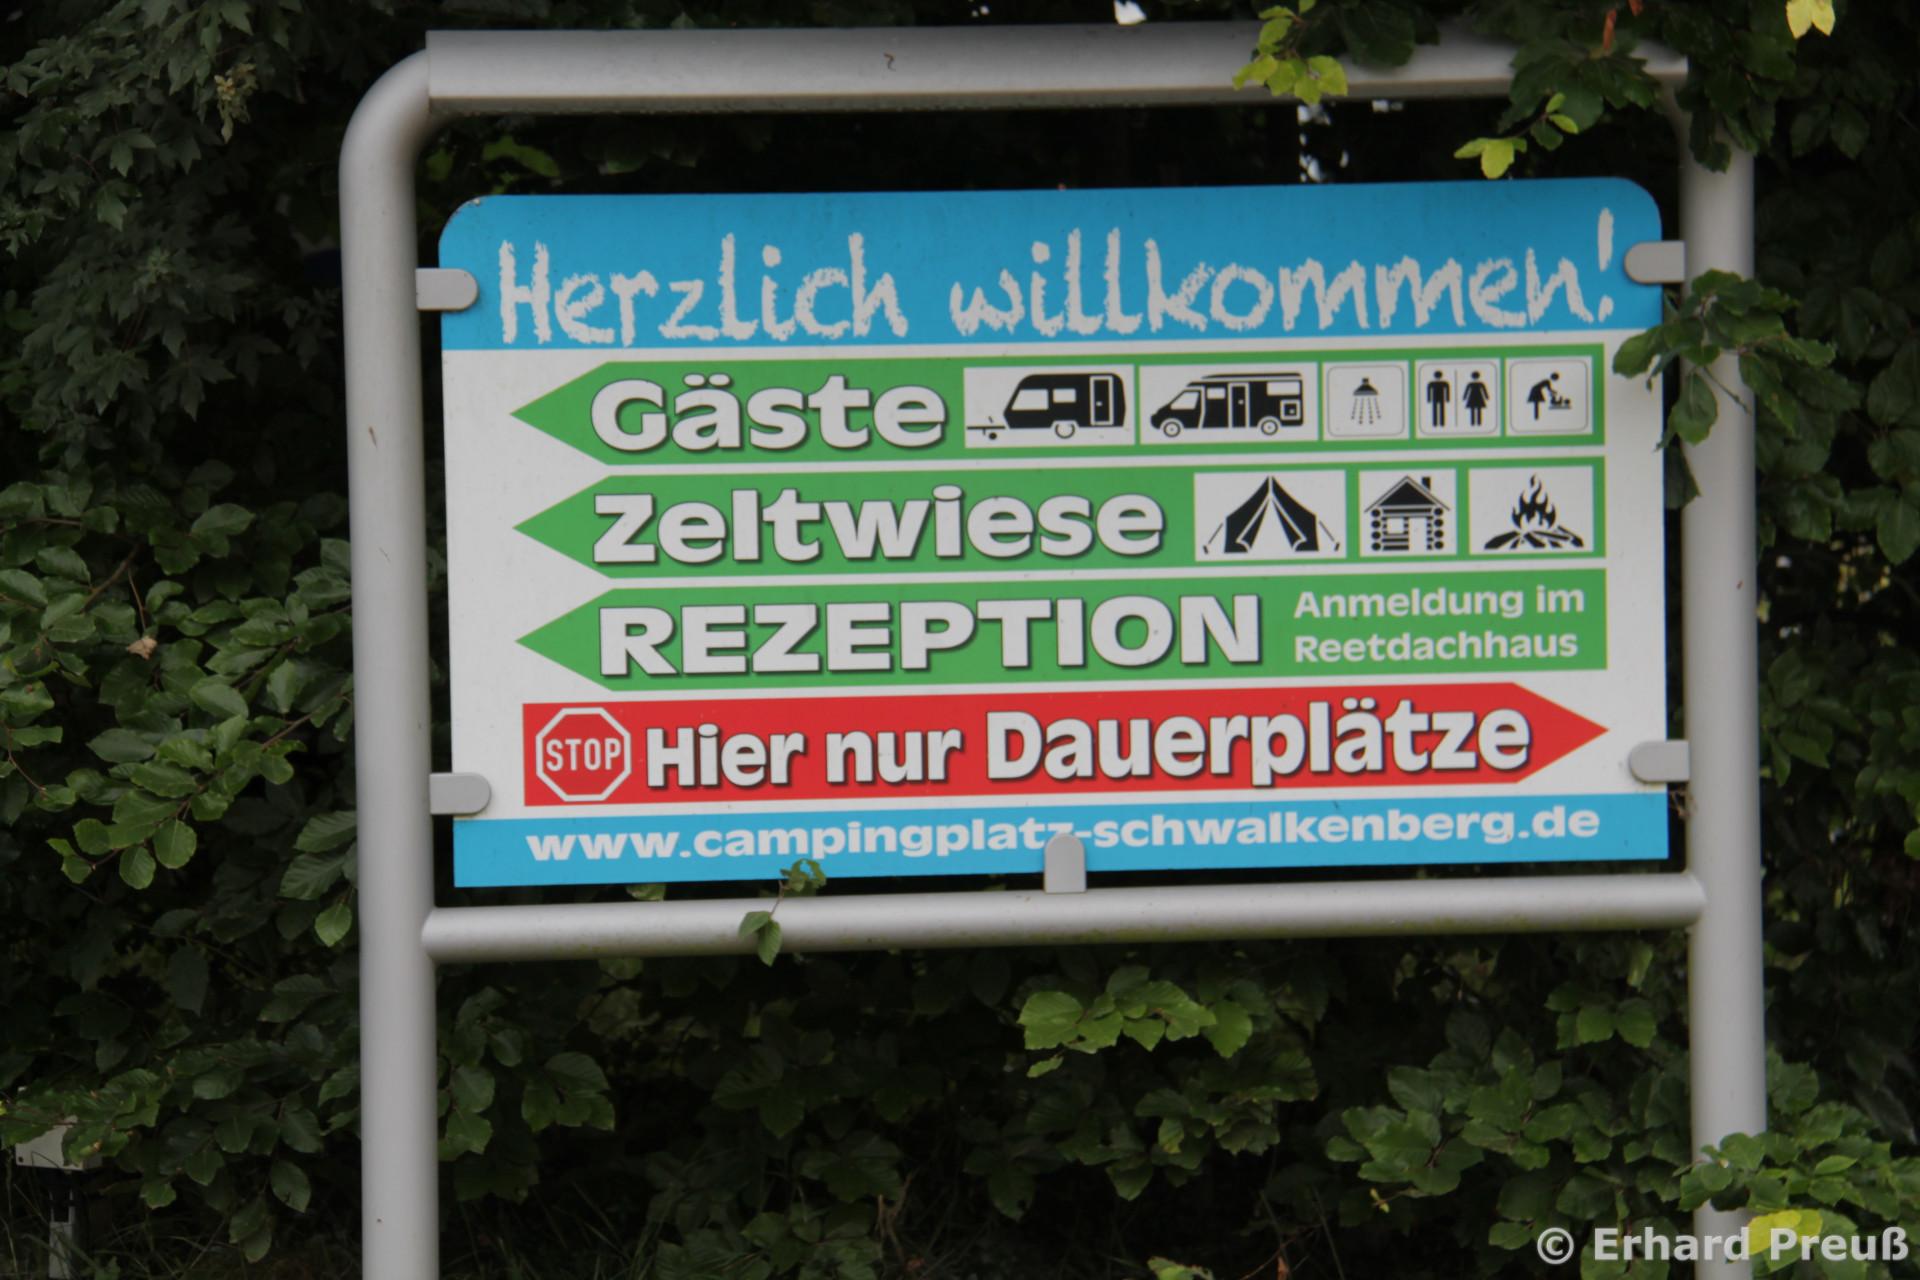 Herzlich willkommen!
Gäste
Zeltwiese
REZEPTION
Anmeldung im
Reetdachhaus
STOP Hier nur Dauerplätze
www.campingplatz-schwalkenberg.de
© Erhard Preuß